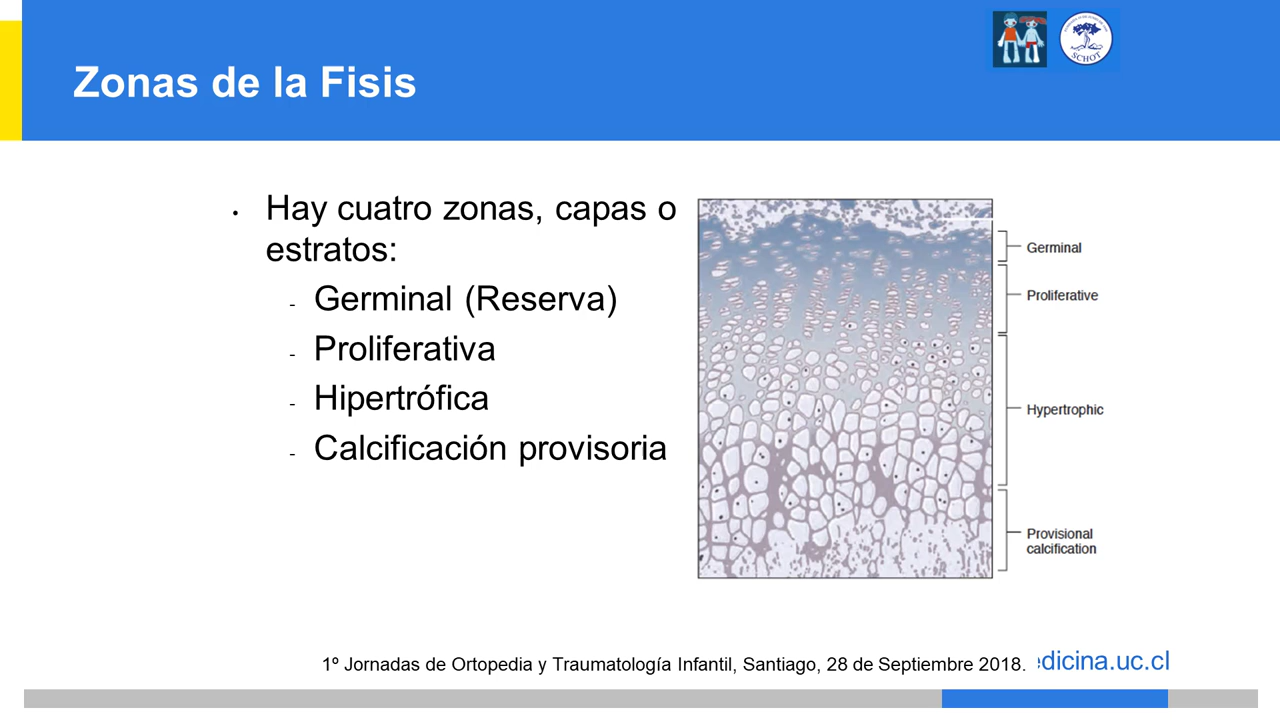 Zonas de la Fisis
SCHOT
• Hay cuatro zonas, capas o
estratos:
- Germinal (Reserva)
- Proliferativa
- Hipertrófica
- Calcificación provisoria
Germinal
Proliferative
Hypertrophic
Provisional
calcification
1º Jornadas de Ortopedia y Traumatología Infantil, Santiago, 28 de Septiembre 2018.
edicina.uc.cl